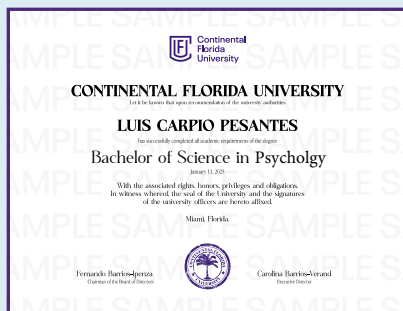 SAMPLE SAMPLE SAMPLE
Continental
Florida
University
CONTINENTAL FLORIDA UNIVERSITY
Let it be known that upon recommendation of the university authorities
LUIS CARPIO PESANTES
has successfully completed all academic requirements of the degree
Bachelor of Science in Psycholgy
January 11, 2025
With the associated rights, honors, privileges and obligations.
In witness whereof, the seal of the University and the signatures
of the university officers are hereto affixed.
Miami, Florida.
CONTINENTAL FLORIDA
UNIVERSITY
Fernando Barrios-Ipenza
Chairman of the Board of Directors
Carolina Barrios-Verand
Executive Director